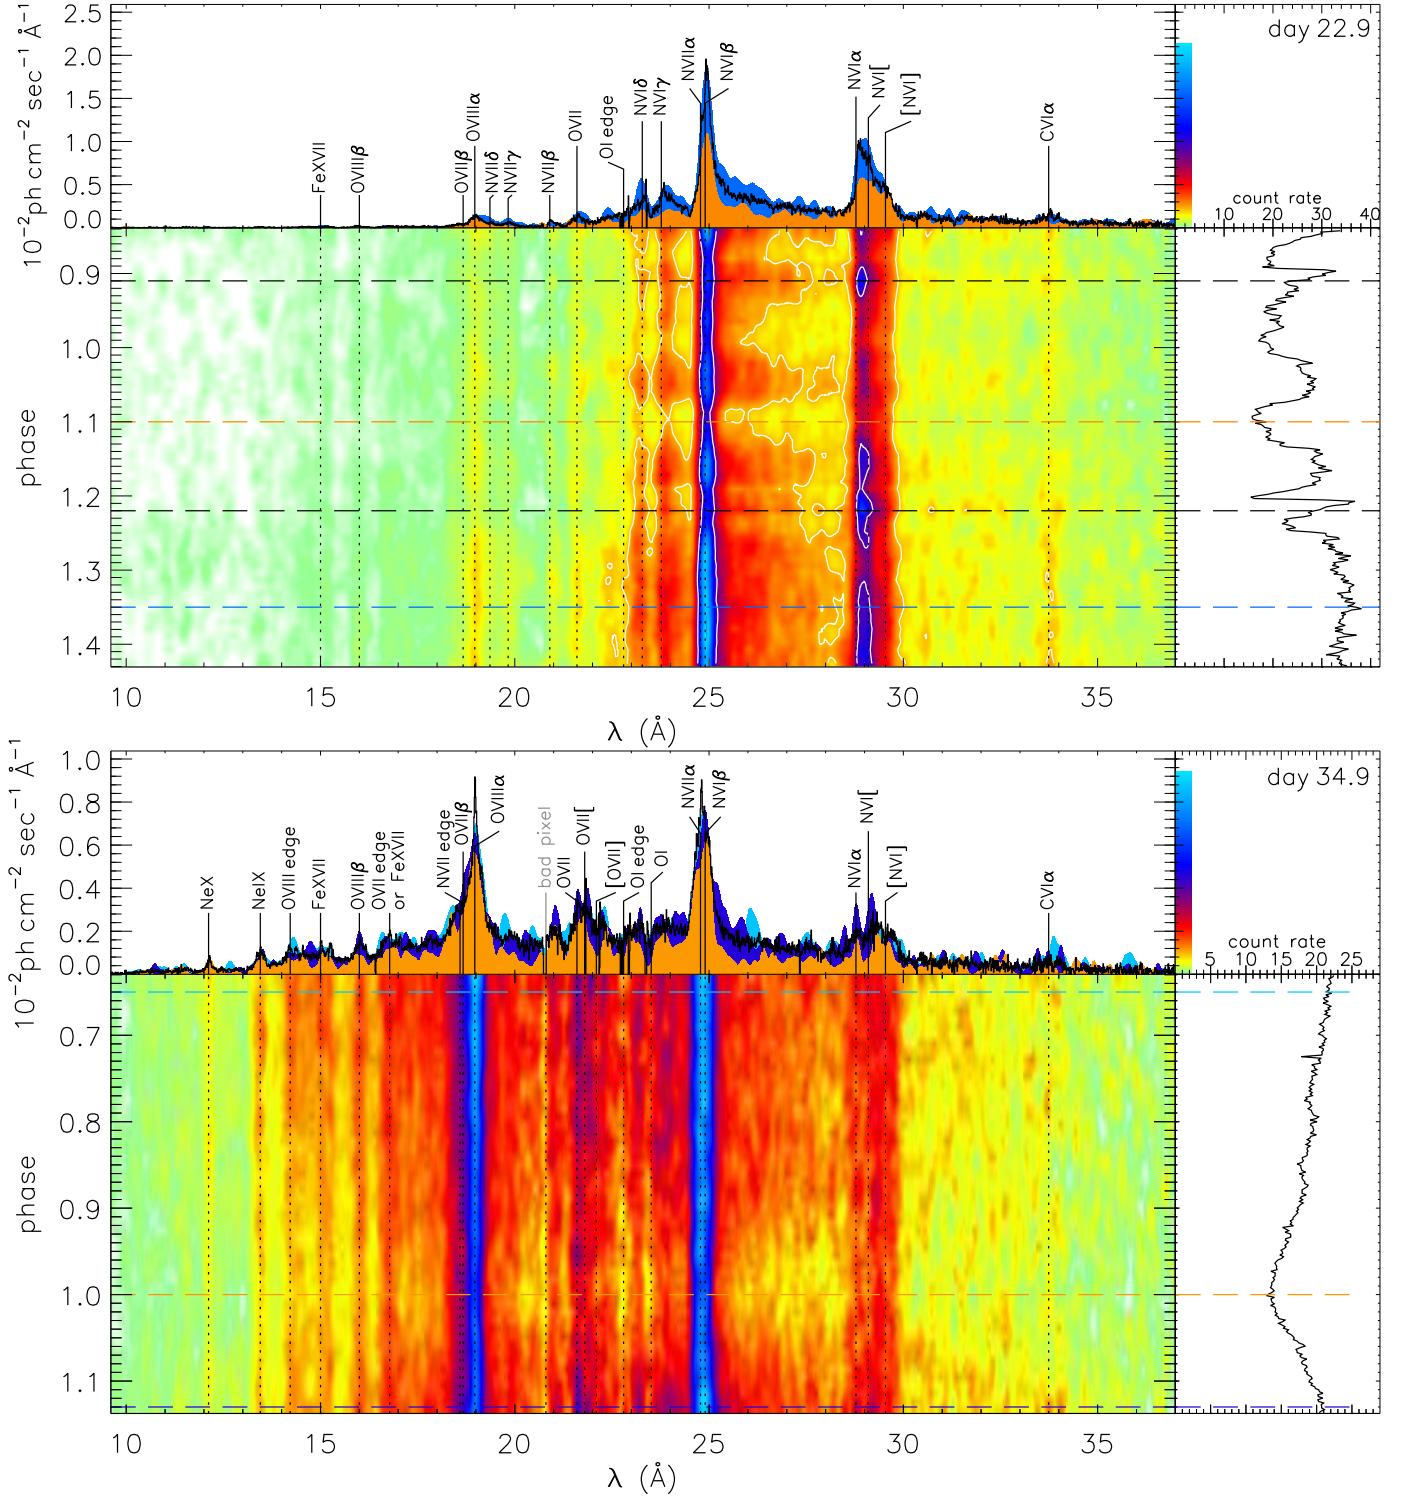 10⁻²ph cm⁻² sec⁻¹ Å⁻¹
2.5
2.0
1.5
1.0
0.5
0.0
FeXVII
OVIIIβ
OVIIβ
OVIIIα
NVIIδ
NVIIγ
NVIIβ
OVII
OI edge
NVIδ
NVIγ
NVIIα
NVIβ
NVIα
NVI[
[NVI]
CVIα
day 22.9
count rate
10 20 30 40
phase
0.9
1.0
1.1
1.2
1.3
1.4
10 15 20 25 30 35
λ (Å)
10⁻²ph cm⁻² sec⁻¹ Å⁻¹
1.0
0.8
0.6
0.4
0.2
0.0
NeX
NeIX
OVIII edge
FeXVII
OVIIIβ
OVII edge
or FeXVII
NVII edge
OVIIβ
OVIIIα
bad pixel
OVII
OVII[
[OVII]
OI edge
OI
NVIIα
NVIβ
NVIα
NVI[
[NVI]
CVIα
day 34.9
count rate
5 10 15 20 25
phase
0.7
0.8
0.9
1.0
1.1
10 15 20 25 30 35
λ (Å)